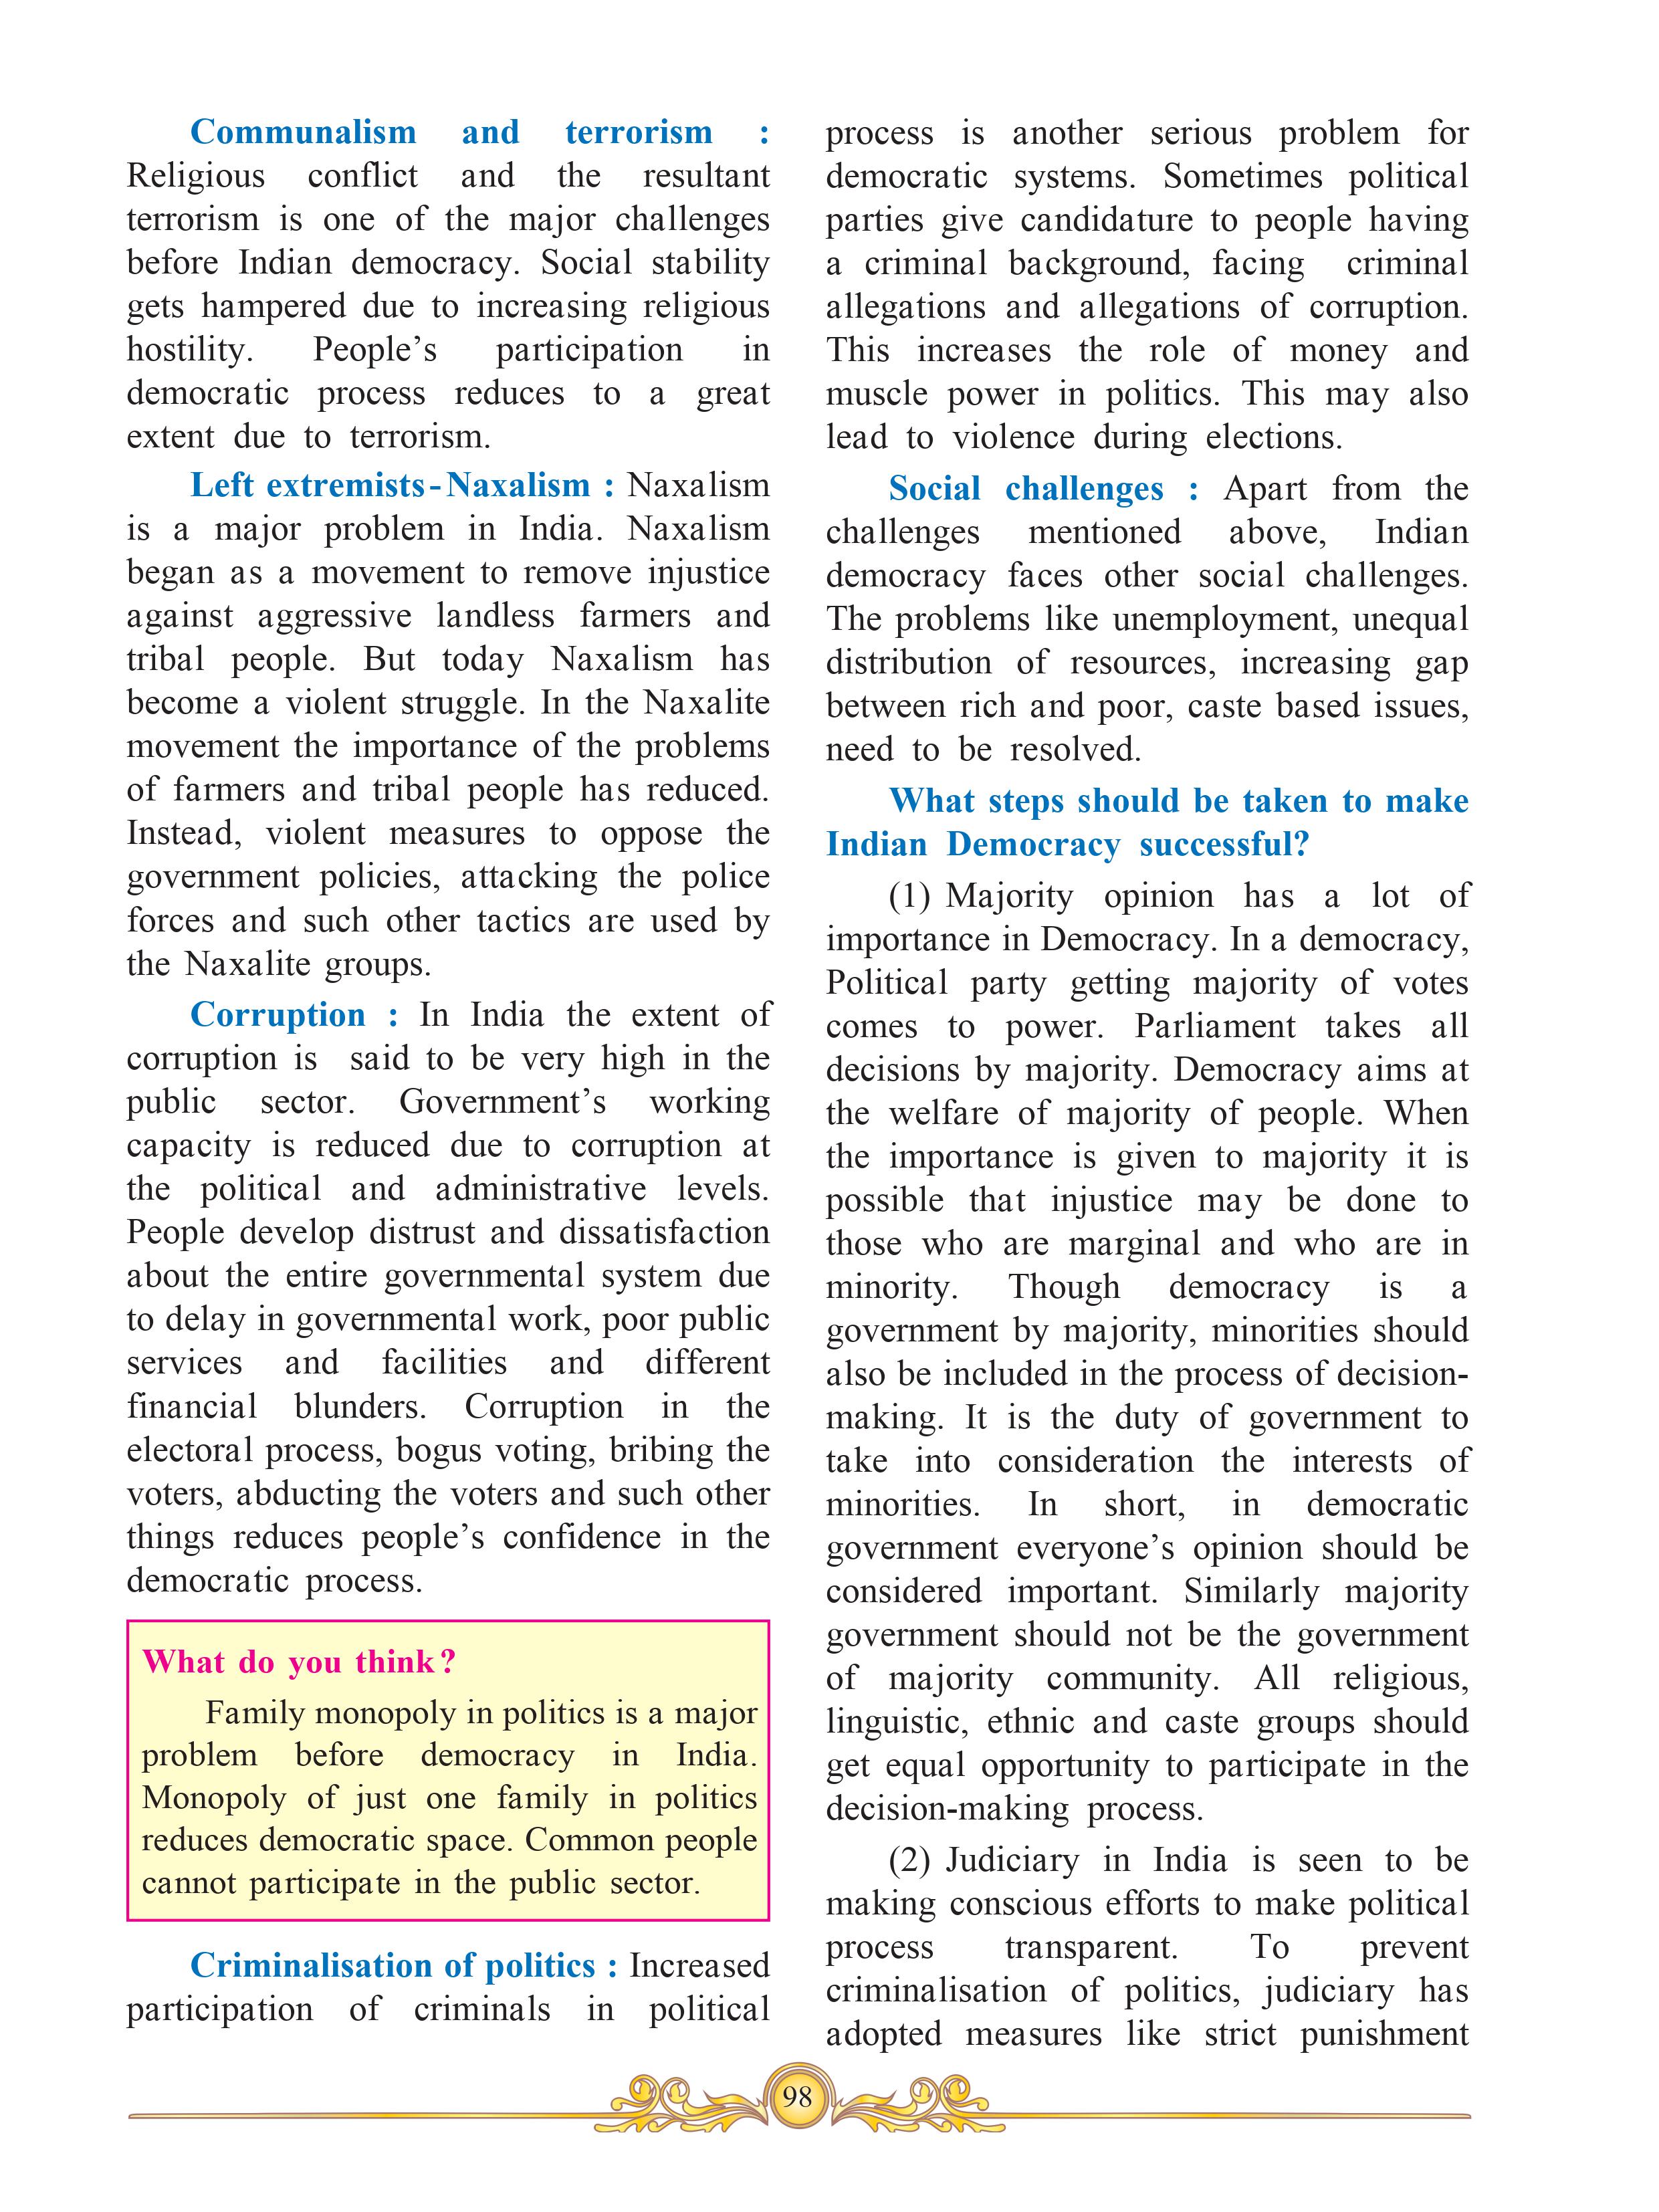 Communalism and terrorism :
Religious conflict and the resultant
terrorism is one of the major challenges
before Indian democracy. Social stability
gets hampered due to increasing religious
hostility. People’s participation in
democratic process reduces to a great
extent due to terrorism.
Left extremists-Naxalism : Naxalism
is a major problem in India. Naxalism
began as a movement to remove injustice
against aggressive landless farmers and
tribal people. But today Naxalism has
become a violent struggle. In the Naxalite
movement the importance of the problems
of farmers and tribal people has reduced.
Instead, violent measures to oppose the
government policies, attacking the police
forces and such other tactics are used by
the Naxalite groups.
Corruption : In India the extent of
corruption is said to be very high in the
public sector. Government’s working
capacity is reduced due to corruption at
the political and administrative levels.
People develop distrust and dissatisfaction
about the entire governmental system due
to delay in governmental work, poor public
services and facilities and different
financial blunders. Corruption in the
electoral process, bogus voting, bribing the
voters, abducting the voters and such other
things reduces people’s confidence in the
democratic process.
What do you think?
Family monopoly in politics is a major
problem before democracy in India.
Monopoly of just one family in politics
reduces democratic space. Common people
cannot participate in the public sector.
Criminalisation of politics : Increased
participation of criminals in political
process is another serious problem for
democratic systems. Sometimes political
parties give candidature to people having
a criminal background, facing criminal
allegations and allegations of corruption.
This increases the role of money and
muscle power in politics. This may also
lead to violence during elections.
Social challenges : Apart from the
challenges mentioned above, Indian
democracy faces other social challenges.
The problems like unemployment, unequal
distribution of resources, increasing gap
between rich and poor, caste based issues,
need to be resolved.
What steps should be taken to make
Indian Democracy successful?
(1) Majority opinion has a lot of
importance in Democracy. In a democracy,
Political party getting majority of votes
comes to power. Parliament takes all
decisions by majority. Democracy aims at
the welfare of majority of people. When
the importance is given to majority it is
possible that injustice may be done to
those who are marginal and who are in
minority. Though democracy is a
government by majority, minorities should
also be included in the process of decision-
making. It is the duty of government to
take into consideration the interests of
minorities. In short, in democratic
government everyone’s opinion should be
considered important. Similarly majority
government should not be the government
of majority community. All religious,
linguistic, ethnic and caste groups should
get equal opportunity to participate in the
decision-making process.
(2) Judiciary in India is seen to be
making conscious efforts to make political
process transparent. To prevent
criminalisation of politics, judiciary has
adopted measures like strict punishment
98